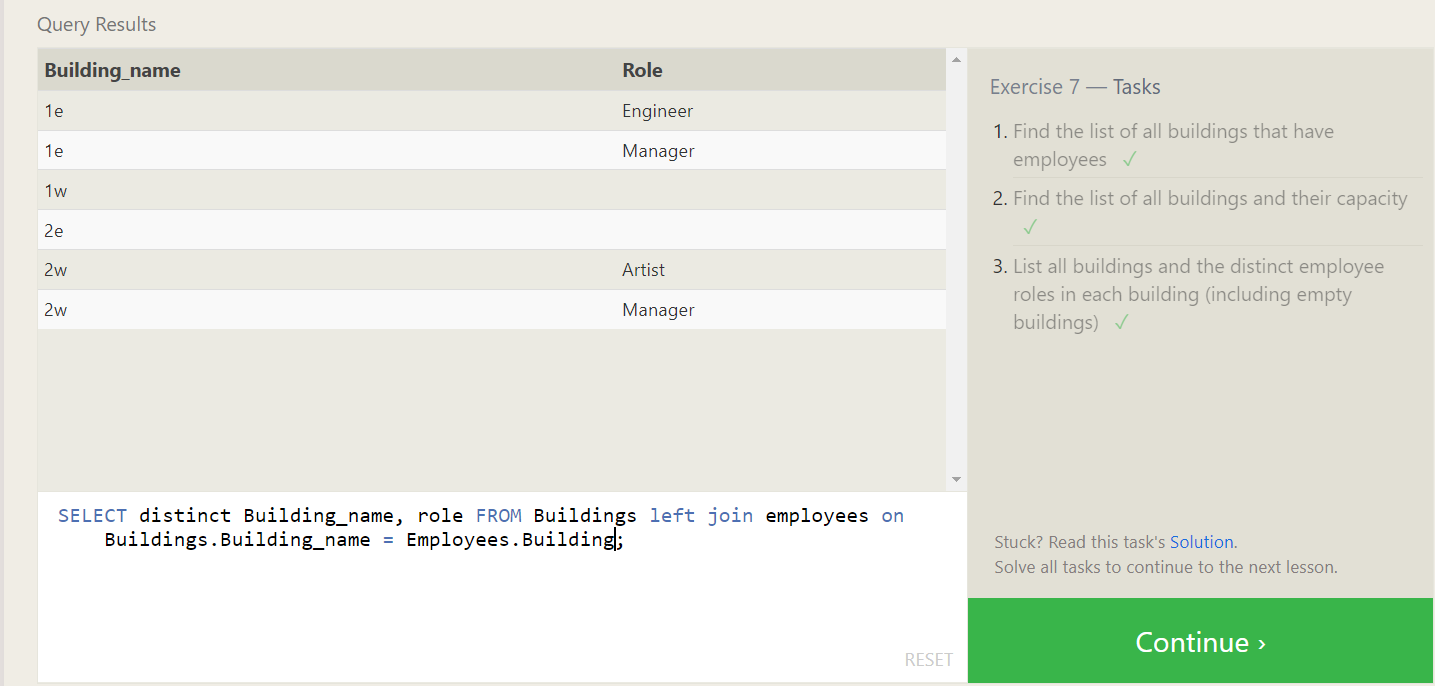 Query Results
Building_name Role
1e Engineer
1e Manager
1w
2e
2w Artist
2w Manager
SELECT distinct Building_name, role FROM Buildings left join employees on
Buildings.Building_name = Employees.Building;
RESET
Exercise 7 — Tasks
1. Find the list of all buildings that have
employees ✓
2. Find the list of all buildings and their capacity
✓
3. List all buildings and the distinct employee
roles in each building (including empty
buildings) ✓
Stuck? Read this task's Solution.
Solve all tasks to continue to the next lesson.
Continue ›